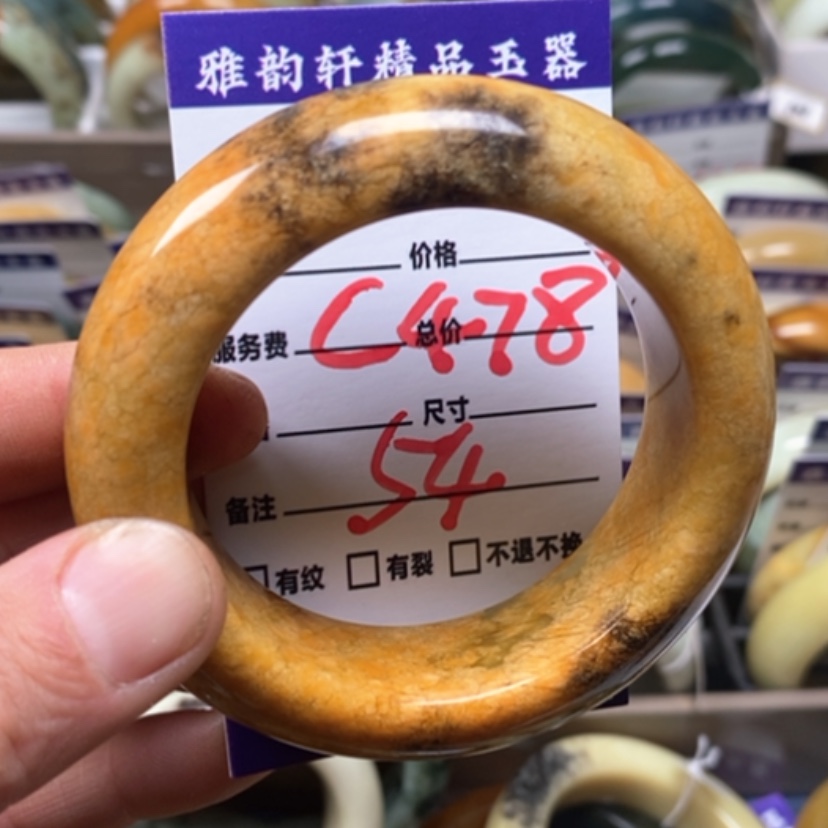 雅韵轩精品玉器
价格
C478
服务费 总价
尺寸
54
备注
有纹 有裂 不退不换